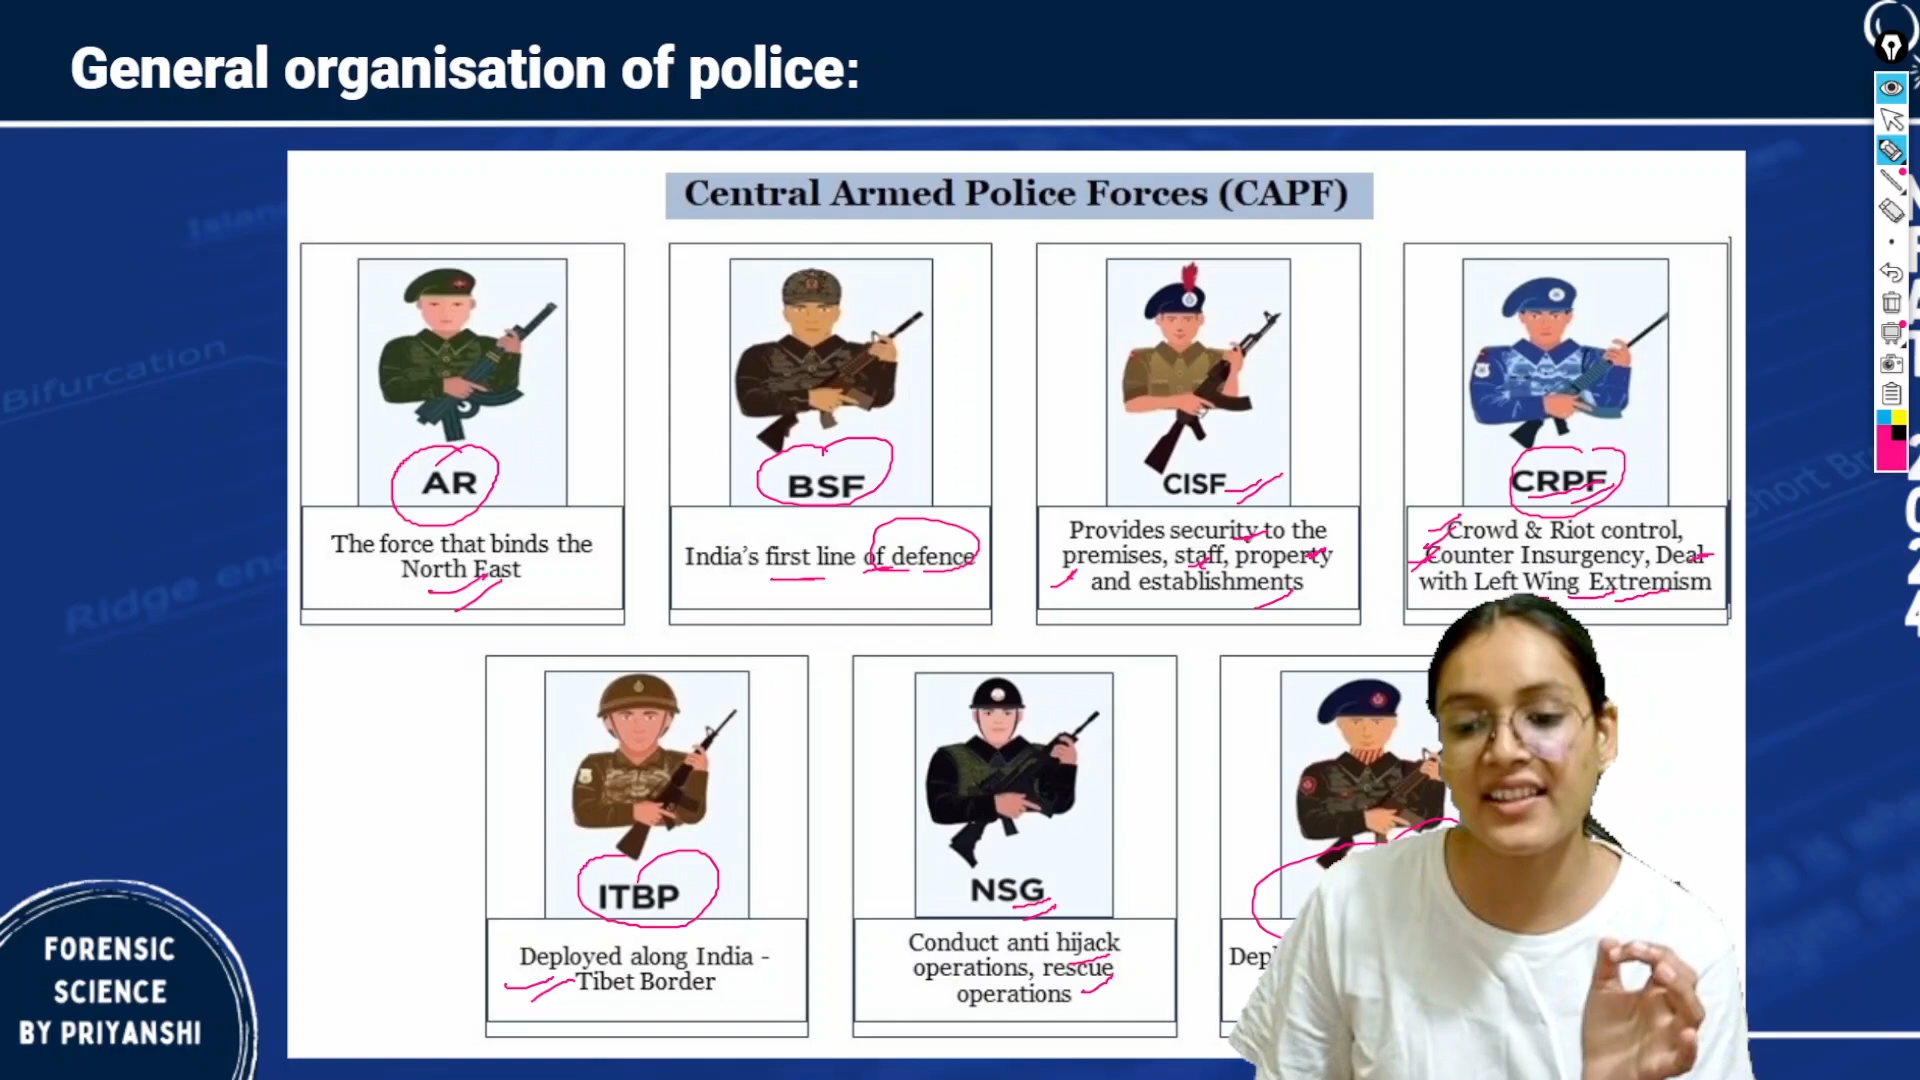 General organisation of police:
Central Armed Police Forces (CAPF)
AR
The force that binds the
North East
BSF
India's first line of defence
CISF
Provides security to the
premises, staff, property
and establishments
CRPF
Crowd & Riot control,
Counter Insurgency, Deal
with Left Wing Extremism
ITBP
Deployed along India -
Tibet Border
NSG
Conduct anti hijack
operations, rescue
operations
FORENSIC
SCIENCE
BY PRIYANSHI
Bifurcation